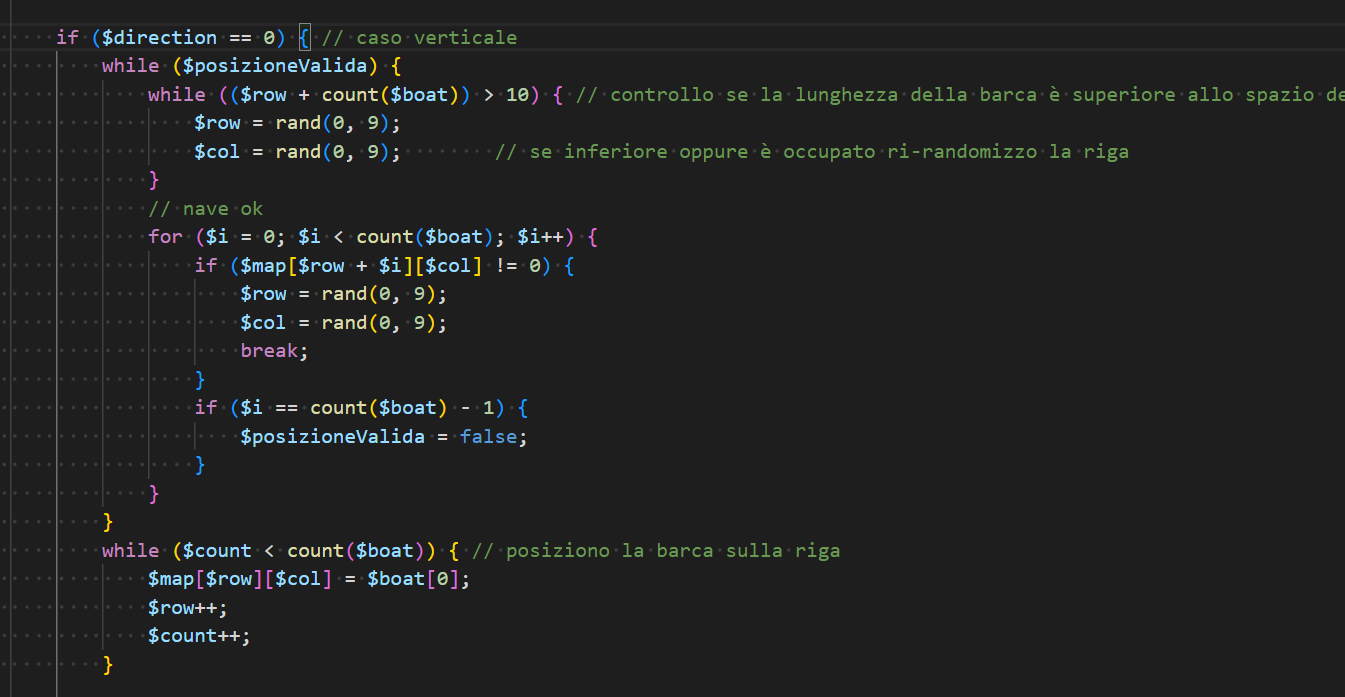 if ($direction == 0) { // caso verticale
while ($posizioneValida) {
while (($row + count($boat)) > 10) { // controllo se la lunghezza della barca è superiore allo spazio
$row = rand(0, 9);
$col = rand(0, 9); // se inferiore oppure è occupato ri-randomizzo la riga
}
// nave ok
for ($i = 0; $i < count($boat); $i++) {
if ($map[$row + $i][$col] != 0) {
$row = rand(0, 9);
$col = rand(0, 9);
break;
}
if ($i == count($boat) - 1) {
$posizioneValida = false;
}
}
}
while ($count < count($boat)) { // posiziono la barca sulla riga
$map[$row][$col] = $boat[0];
$row++;
$count++;
}